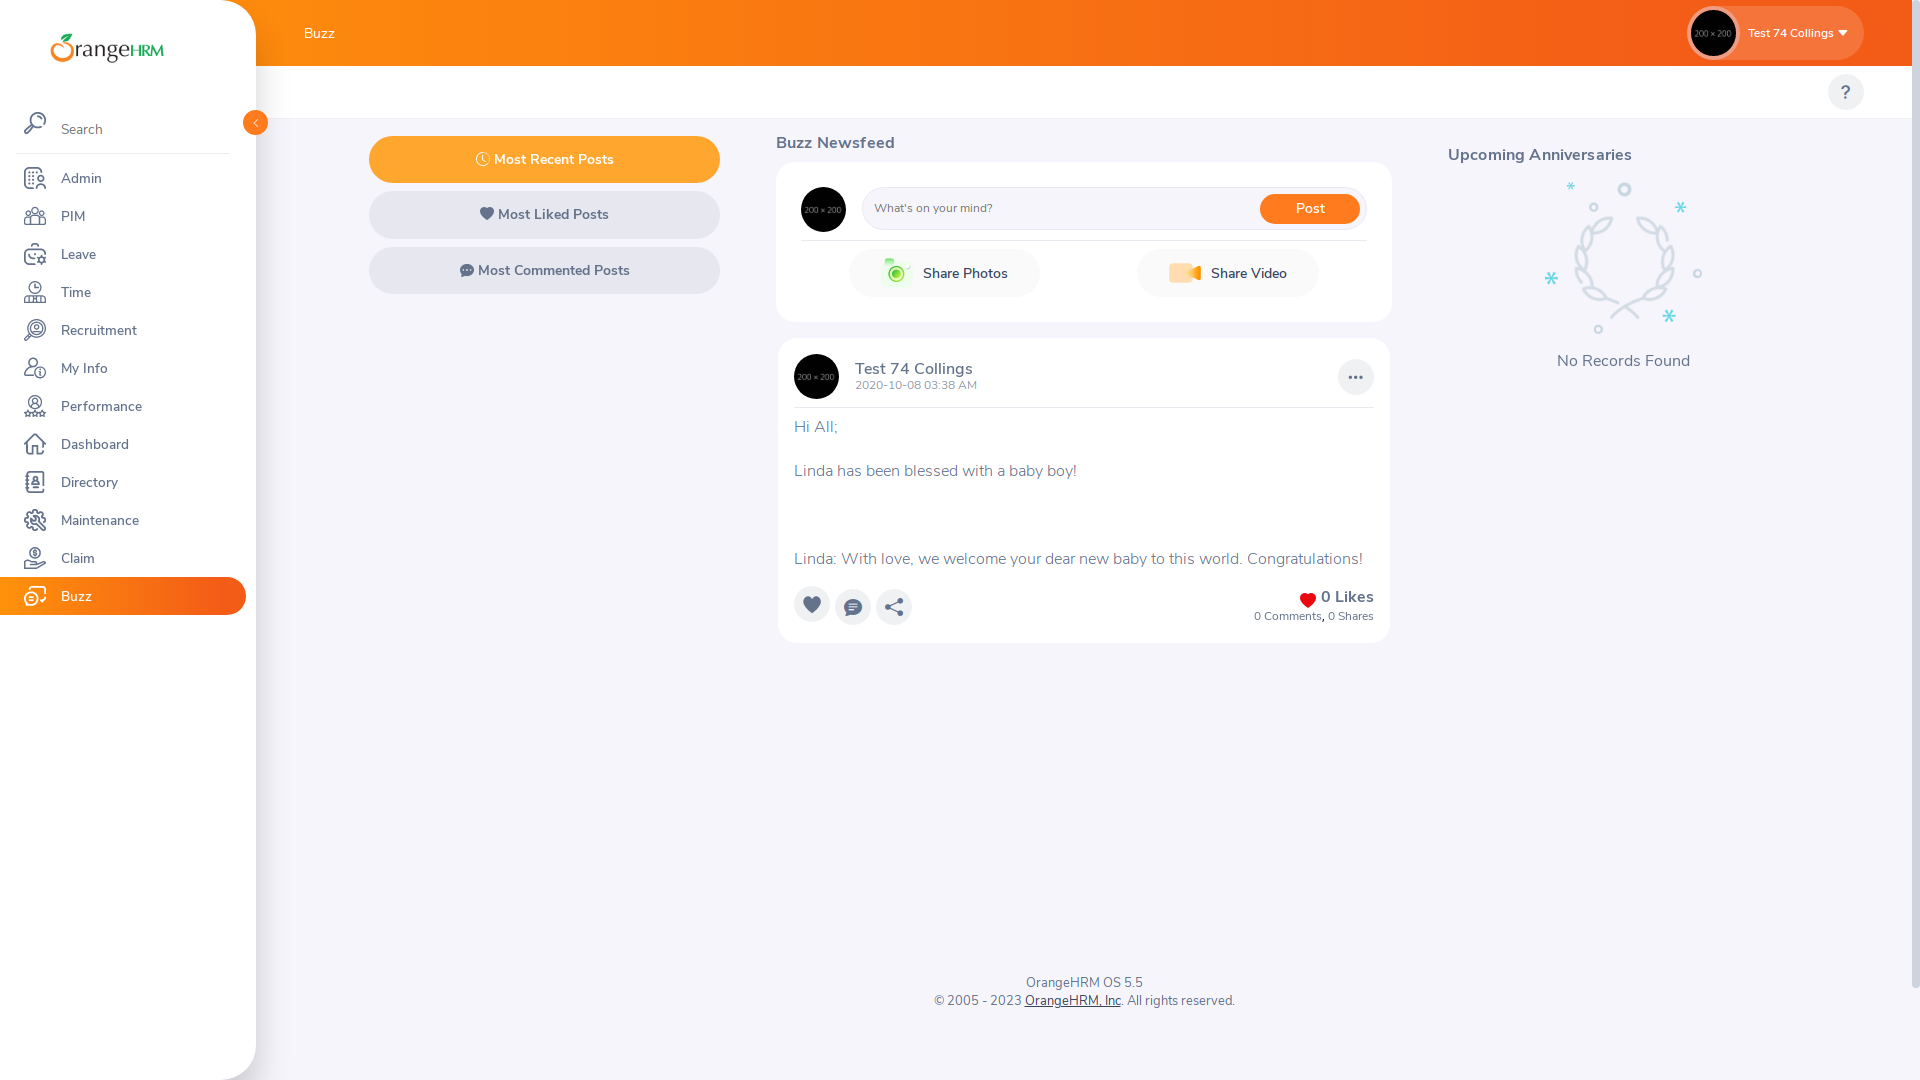 OrangeHRM
Buzz
200 × 200
Test 74 Collings
?
Search
Admin
PIM
Leave
Time
Recruitment
My Info
Performance
Dashboard
Directory
Maintenance
Claim
Buzz
Most Recent Posts
Most Liked Posts
Most Commented Posts
Buzz Newsfeed
200 × 200
What's on your mind?
Post
Share Photos
Share Video
200 × 200
Test 74 Collings
2020-10-08 03:38 AM
Hi All;
Linda has been blessed with a baby boy!
Linda: With love, we welcome your dear new baby to this world. Congratulations!
0 Likes
0 Comments, 0 Shares
Upcoming Anniversaries
No Records Found
OrangeHRM OS 5.5
© 2005 - 2023 OrangeHRM, Inc. All rights reserved.